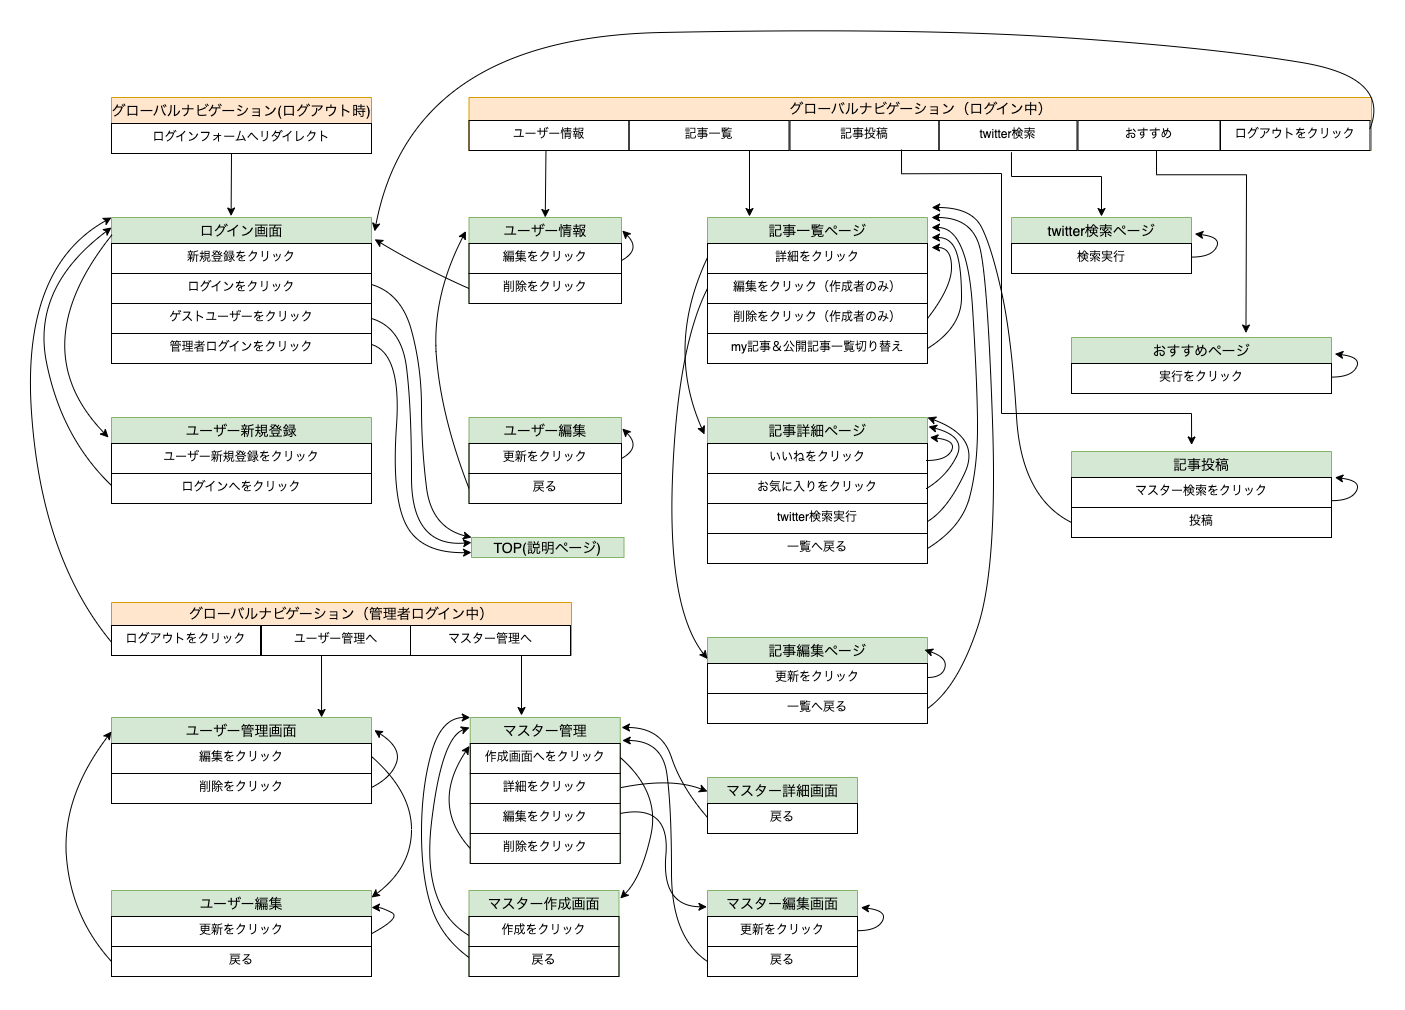 グローバルナビゲーション(ログアウト時)
ログインフォームへリダイレクト
グローバルナビゲーション（ログイン中）
ユーザー情報
記事一覧
記事投稿
twitter検索
おすすめ
ログアウトをクリック
ログイン画面
新規登録をクリック
ログインをクリック
ゲストユーザーをクリック
管理者ログインをクリック
ユーザー情報
編集をクリック
削除をクリック
記事一覧ページ
詳細をクリック
編集をクリック（作成者のみ）
削除をクリック（作成者のみ）
my記事＆公開記事一覧切り替え
twitter検索ページ
検索実行
おすすめページ
実行をクリック
ユーザー新規登録
ユーザー新規登録をクリック
ログインへをクリック
ユーザー編集
更新をクリック
戻る
記事詳細ページ
いいねをクリック
お気に入りをクリック
twitter検索実行
一覧へ戻る
記事投稿
マスター検索をクリック
投稿
TOP(説明ページ)
グローバルナビゲーション（管理者ログイン中）
ログアウトをクリック
ユーザー管理へ
マスター管理へ
記事編集ページ
更新をクリック
一覧へ戻る
ユーザー管理画面
編集をクリック
削除をクリック
マスター管理
作成画面へをクリック
詳細をクリック
編集をクリック
削除をクリック
マスター詳細画面
戻る
ユーザー編集
更新をクリック
戻る
マスター作成画面
作成をクリック
戻る
マスター編集画面
更新をクリック
戻る